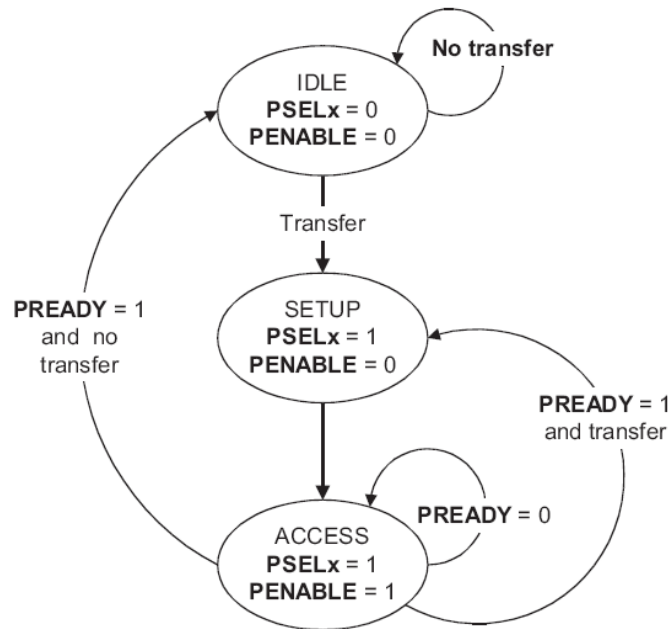 No transfer
IDLE
PSELx = 0
PENABLE = 0
Transfer
PREADY = 1
and no
transfer
SETUP
PSELx = 1
PENABLE = 0
PREADY = 1
and transfer
PREADY = 0
ACCESS
PSELx = 1
PENABLE = 1